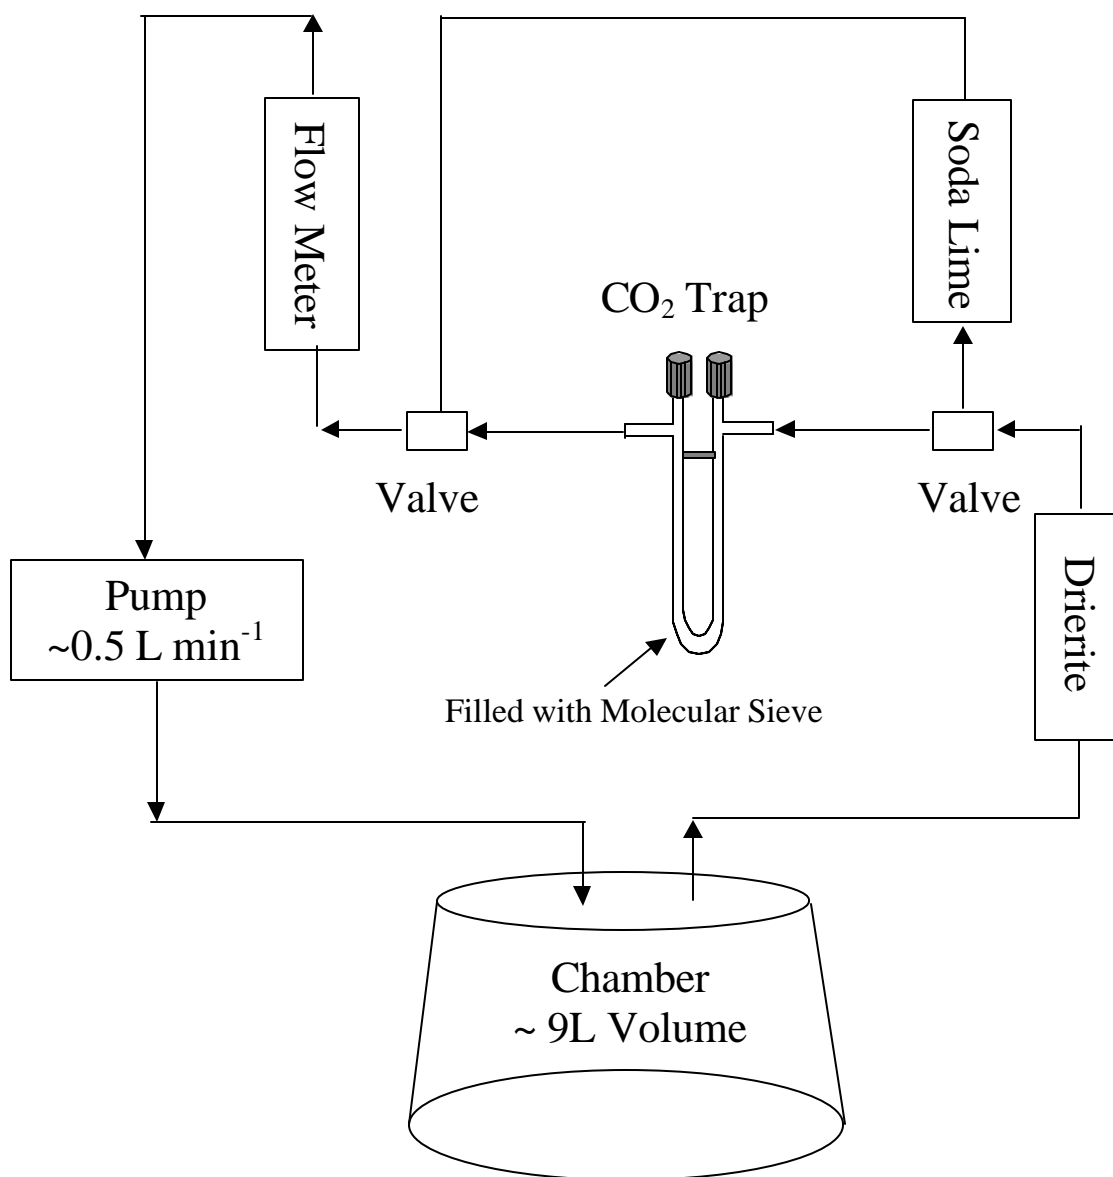 Flow Meter
Soda Lime
CO₂ Trap
Valve
Valve
Drierite
Pump
~0.5 L min⁻¹
Filled with Molecular Sieve
Chamber
~ 9L Volume